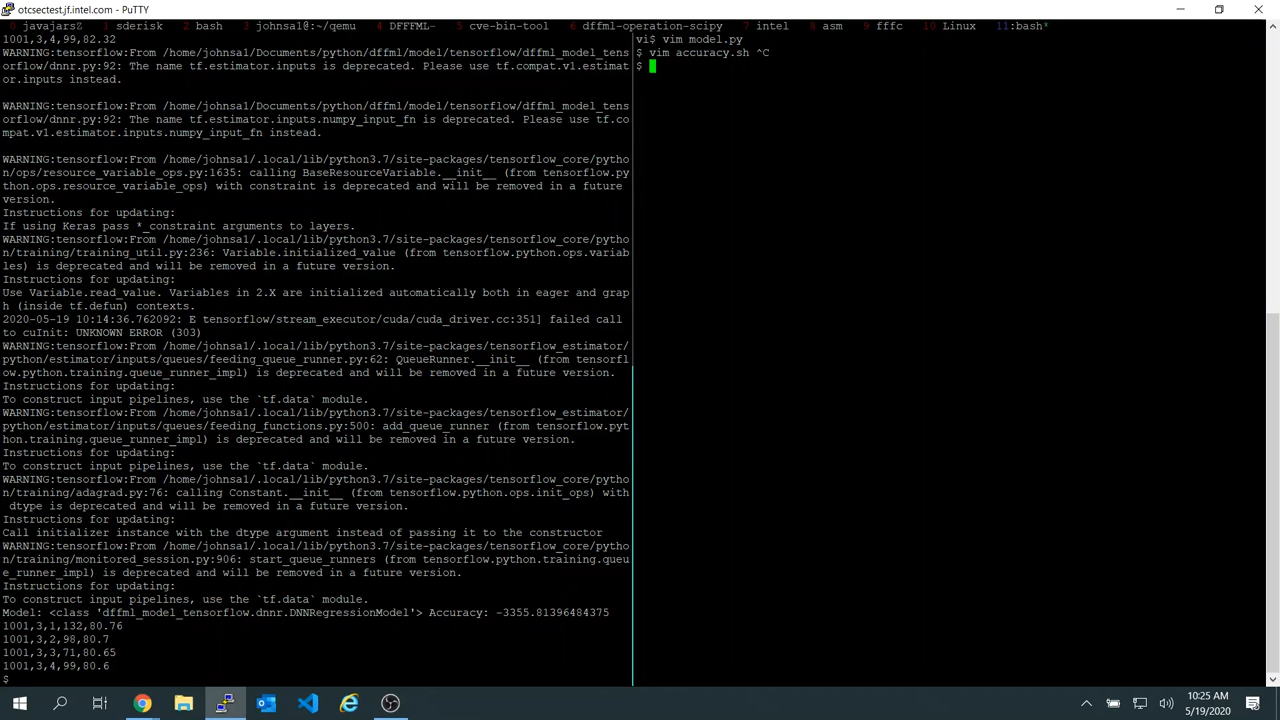 otcsectest.jf.intel.com - PuTTY
0 javajarsZ  1 sderisk  2 bash  3 johnsa1@:~/qemu  4 DFFFML-  5 cve-bin-tool  6 dffml-operation-scipy  7 intel  8 asm  9 fffc  10 Linux  11:bash*
1001,3,4,99,82.32
WARNING:tensorflow:From /home/johnsa1/Documents/python/dffml/model/tensorflow/dffml_model_tens
orflow/dnnr.py:92: The name tf.estimator.inputs is deprecated. Please use tf.compat.v1.estimat
or.inputs instead.
WARNING:tensorflow:From /home/johnsa1/Documents/python/dffml/model/tensorflow/dffml_model_tens
orflow/dnnr.py:92: The name tf.estimator.inputs.numpy_input_fn is deprecated. Please use tf.co
mpat.v1.estimator.inputs.numpy_input_fn instead.
WARNING:tensorflow:From /home/johnsa1/.local/lib/python3.7/site-packages/tensorflow_core/pytho
n/ops/resource_variable_ops.py:1635: calling BaseResourceVariable.__init__ (from tensorflow.py
thon.ops.resource_variable_ops) with constraint is deprecated and will be removed in a future
version.
Instructions for updating:
If using Keras pass *_constraint arguments to layers.
WARNING:tensorflow:From /home/johnsa1/.local/lib/python3.7/site-packages/tensorflow_core/pytho
n/training/training_util.py:236: Variable.initialized_value (from tensorflow.python.ops.variab
les) is deprecated and will be removed in a future version.
Instructions for updating:
Use Variable.read_value. Variables in 2.X are initialized automatically both in eager and grap
h (inside tf.defun) contexts.
2020-05-19 10:14:36.762092: E tensorflow/stream_executor/cuda/cuda_driver.cc:351] failed call
to cuInit: UNKNOWN ERROR (303)
WARNING:tensorflow:From /home/johnsa1/.local/lib/python3.7/site-packages/tensorflow_estimator/
python/estimator/inputs/queues/feeding_queue_runner.py:62: QueueRunner.__init__ (from tensorfl
ow.python.training.queue_runner_impl) is deprecated and will be removed in a future version.
Instructions for updating:
To construct input pipelines, use the `tf.data` module.
WARNING:tensorflow:From /home/johnsa1/.local/lib/python3.7/site-packages/tensorflow_estimator/
python/estimator/inputs/queues/feeding_functions.py:500: add_queue_runner (from tensorflow.pyt
hon.training.queue_runner_impl) is deprecated and will be removed in a future version.
Instructions for updating:
To construct input pipelines, use the `tf.data` module.
WARNING:tensorflow:From /home/johnsa1/.local/lib/python3.7/site-packages/tensorflow_core/pytho
n/training/adagrad.py:76: calling Constant.__init__ (from tensorflow.python.ops.init_ops) with
 dtype is deprecated and will be removed in a future version.
Instructions for updating:
Call initializer instance with the dtype argument instead of passing it to the constructor
WARNING:tensorflow:From /home/johnsa1/.local/lib/python3.7/site-packages/tensorflow_core/pytho
n/training/monitored_session.py:906: start_queue_runners (from tensorflow.python.training.queu
e_runner_impl) is deprecated and will be removed in a future version.
Instructions for updating:
To construct input pipelines, use the `tf.data` module.
Model: <class 'dffml_model_tensorflow.dnnr.DNNRegressionModel'> Accuracy: -3355.81396484375
1001,3,1,132,80.76
1001,3,2,98,80.7
1001,3,3,71,80.65
1001,3,4,99,80.6
$
vi$ vim model.py
$ vim accuracy.sh ^C
$
10:25 AM
5/19/2020